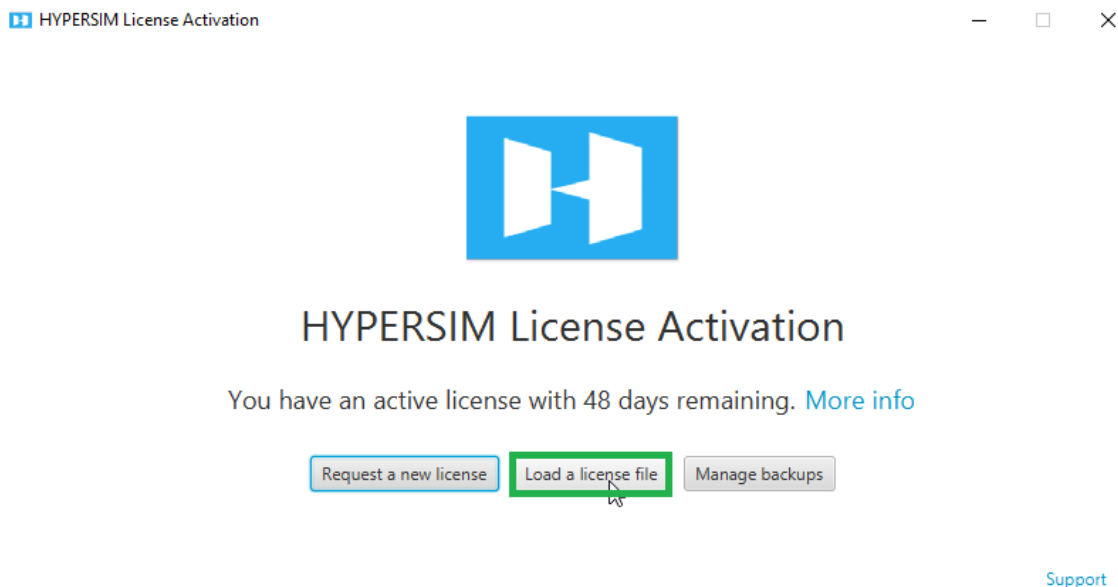 HYPERSIM License Activation
HYPERSIM License Activation
You have an active license with 48 days remaining. More info
Request a new license Load a license file Manage backups
Support